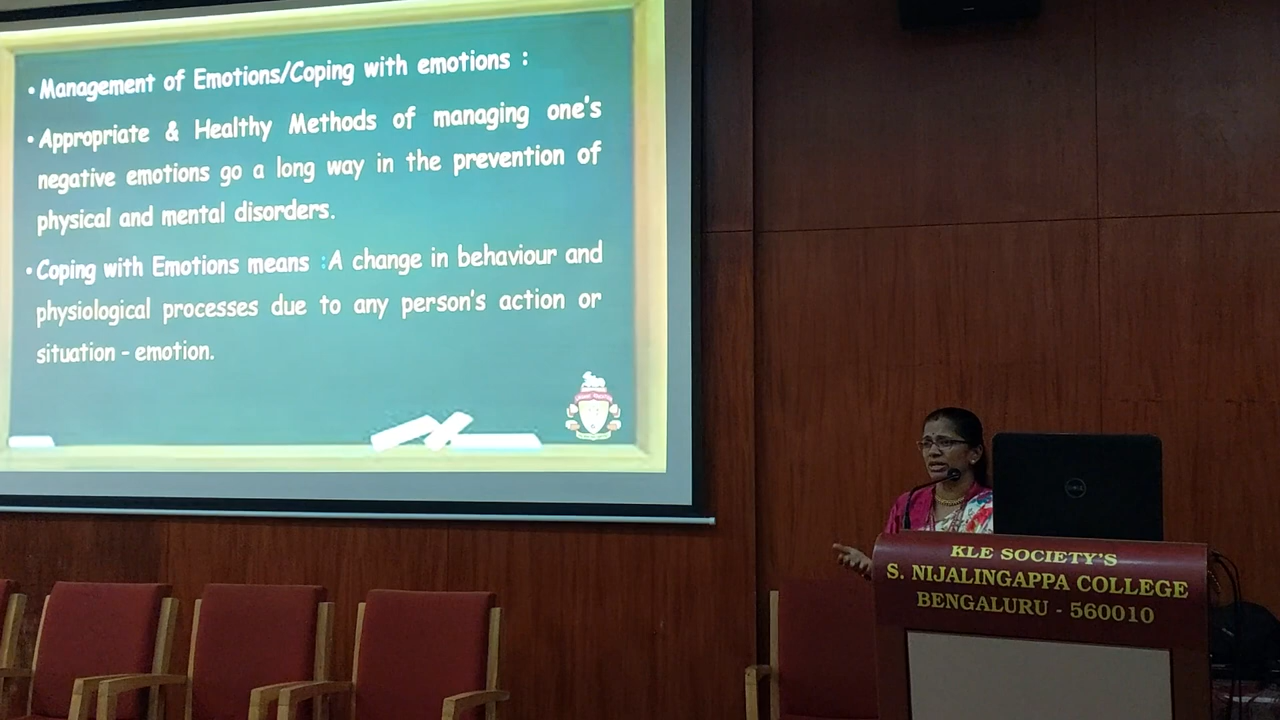 • Management of Emotions/Coping with emotions :
• Appropriate & Healthy Methods of managing one's
negative emotions go a long way in the prevention of
physical and mental disorders.
• Coping with Emotions means :A change in behaviour and
physiological processes due to any person's action or
situation - emotion.
DELL
KLE SOCIETY'S
S. NIJALINGAPPA COLLEGE
BENGALURU - 560010